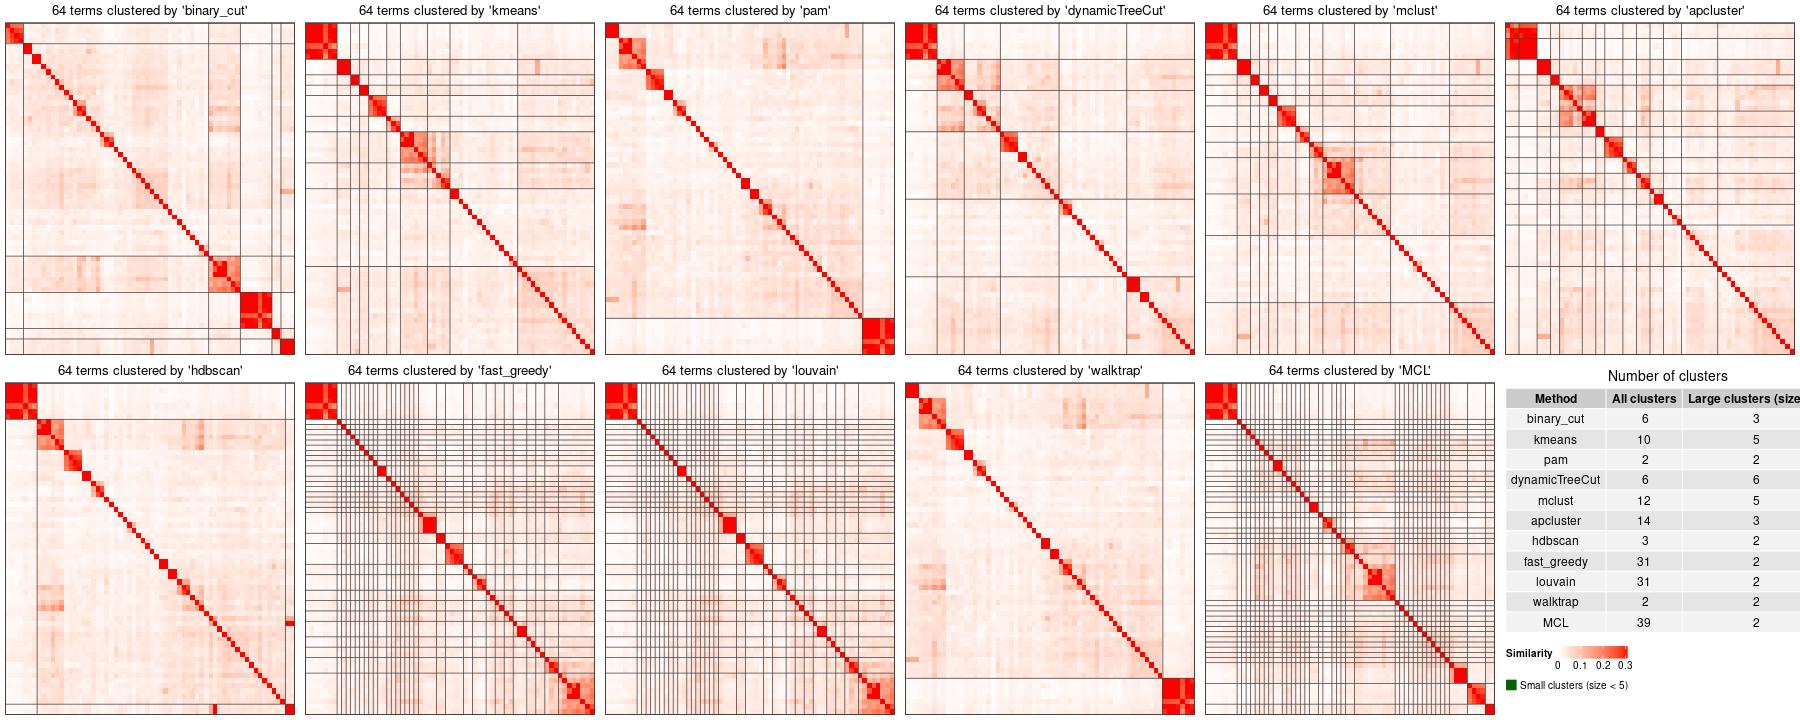 64 terms clustered by 'binary_cut'
64 terms clustered by 'kmeans'
64 terms clustered by 'pam'
64 terms clustered by 'dynamicTreeCut'
64 terms clustered by 'mclust'
64 terms clustered by 'apcluster'
64 terms clustered by 'hdbscan'
64 terms clustered by 'fast_greedy'
64 terms clustered by 'louvain'
64 terms clustered by 'walktrap'
64 terms clustered by 'MCL'
Number of clusters
Method All clusters Large clusters (size
binary_cut 6 3
kmeans 10 5
pam 2 2
dynamicTreeCut 6 6
mclust 12 5
apcluster 14 3
hdbscan 3 2
fast_greedy 31 2
louvain 31 2
walktrap 2 2
MCL 39 2
Similarity
0 0.1 0.2 0.3
Small clusters (size < 5)